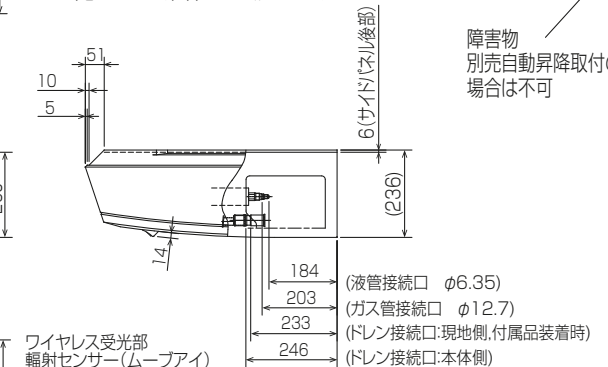 障害物
別売自動昇降取付の
場合は不可
51
10
5
6(サイドパネル後部)
(236)
14
184 (液管接続口 φ6.35)
203 (ガス管接続口 φ12.7)
233 (ドレン接続口:現地側,付属品装着時)
246 (ドレン接続口:本体側)
ワイヤレス受光部
輻射センサー(ムーブアイ)